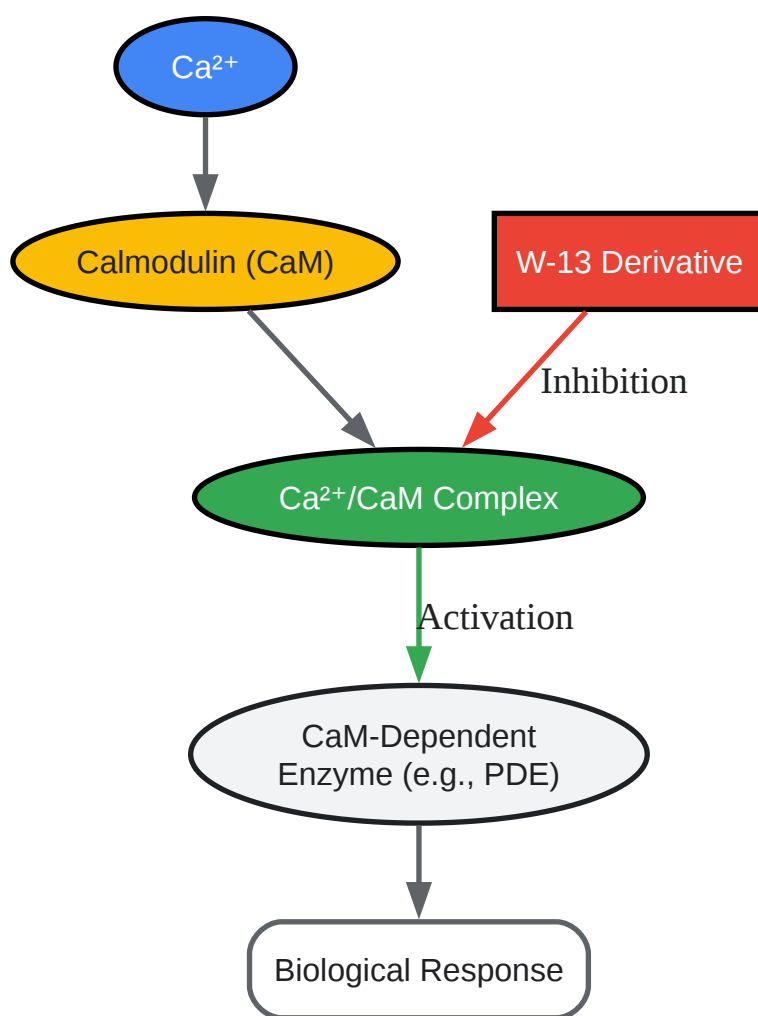 Ca²⁺
Calmodulin (CaM)
W-13 Derivative
Inhibition
Ca²⁺/CaM Complex
Activation
CaM-Dependent
Enzyme (e.g., PDE)
Biological Response